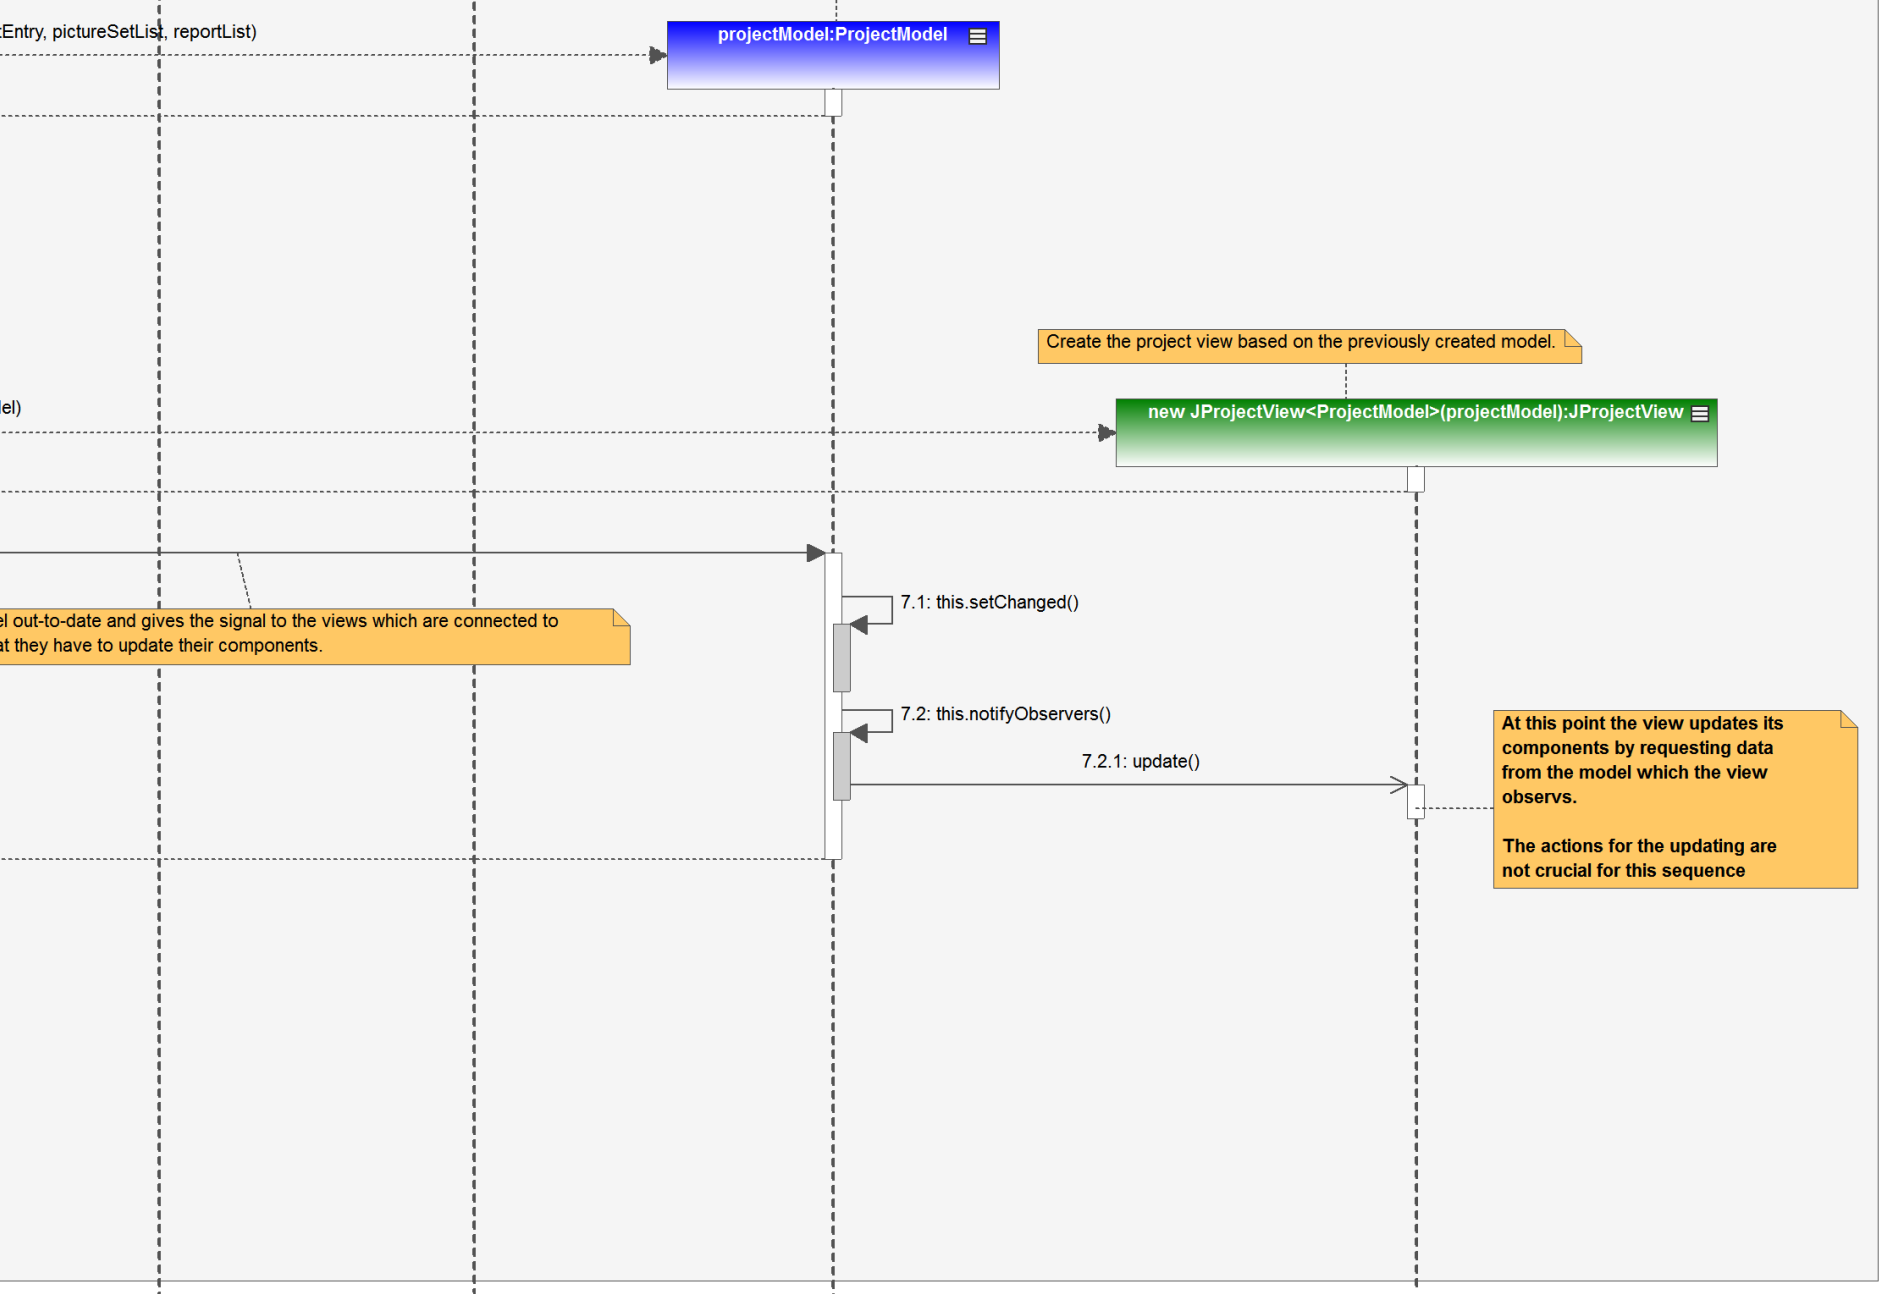 Entry, pictureSetList, reportList)
projectModel:ProjectModel
Create the project view based on the previously created model.
el)
new JProjectView<ProjectModel>(projectModel):JProjectView
7.1: this.setChanged()
el out-to-date and gives the signal to the views which are connected to
at they have to update their components.
7.2: this.notifyObservers()
7.2.1: update()
At this point the view updates its
components by requesting data
from the model which the view
observs.
The actions for the updating are
not crucial for this sequence